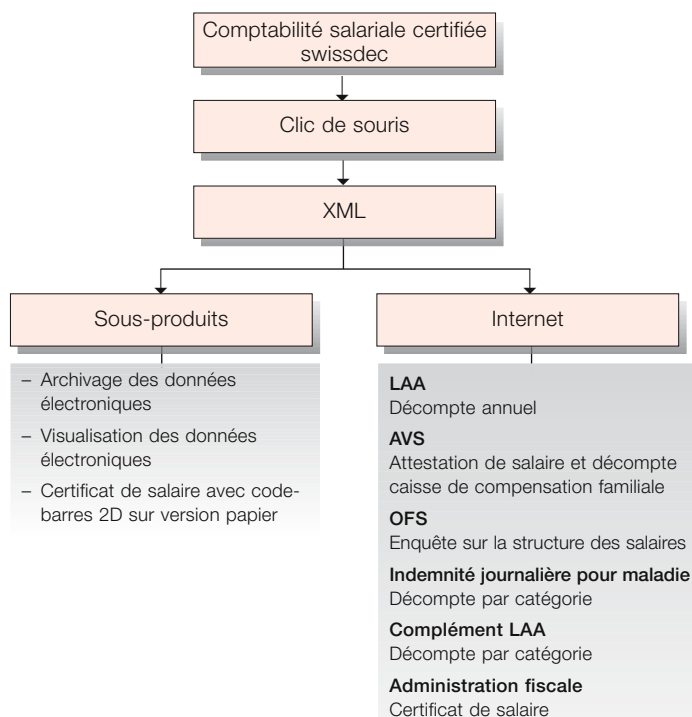 Comptabilité salariale certifiée
swissdec
Clic de souris
XML
Sous-produits
– Archivage des données
électroniques
– Visualisation des données
électroniques
– Certificat de salaire avec code-
barres 2D sur version papier
Internet
LAA
Décompte annuel
AVS
Attestation de salaire et décompte
caisse de compensation familiale
OFS
Enquête sur la structure des salaires
Indemnité journalière pour maladie
Décompte par catégorie
Complément LAA
Décompte par catégorie
Administration fiscale
Certificat de salaire